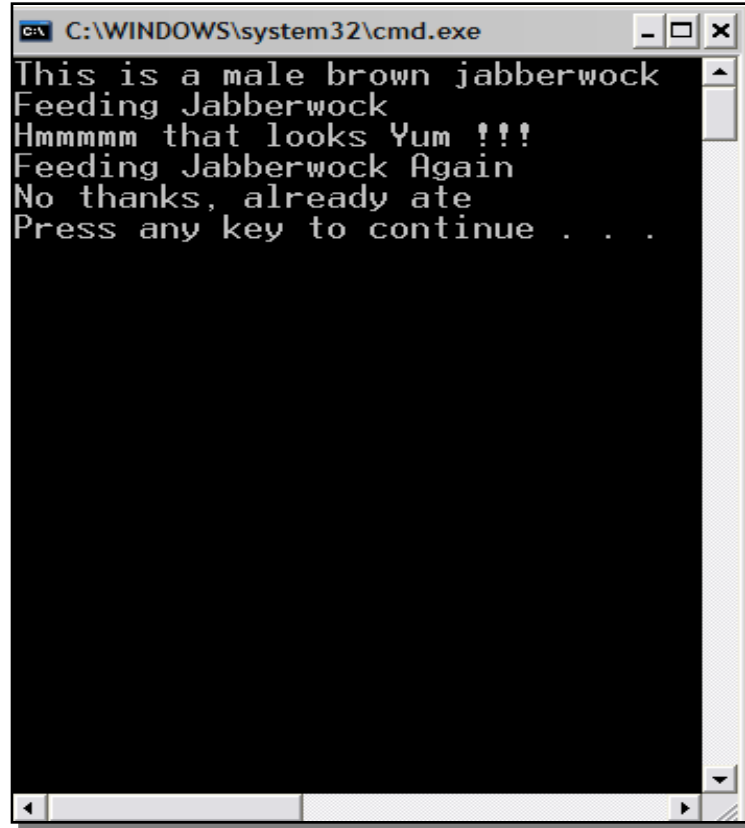 C:\WINDOWS\system32\cmd.exe
This is a male brown jabberwock
Feeding Jabberwock
Hmmmmm that looks Yum !!!
Feeding Jabberwock Again
No thanks, already ate
Press any key to continue . . .